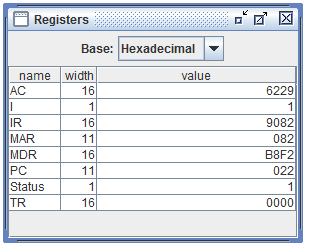 Registers
Base: Hexadecimal
name width value
AC 16 6229
I 1 1
IR 16 9082
MAR 11 082
MDR 16 B8F2
PC 11 022
Status 1 1
TR 16 0000